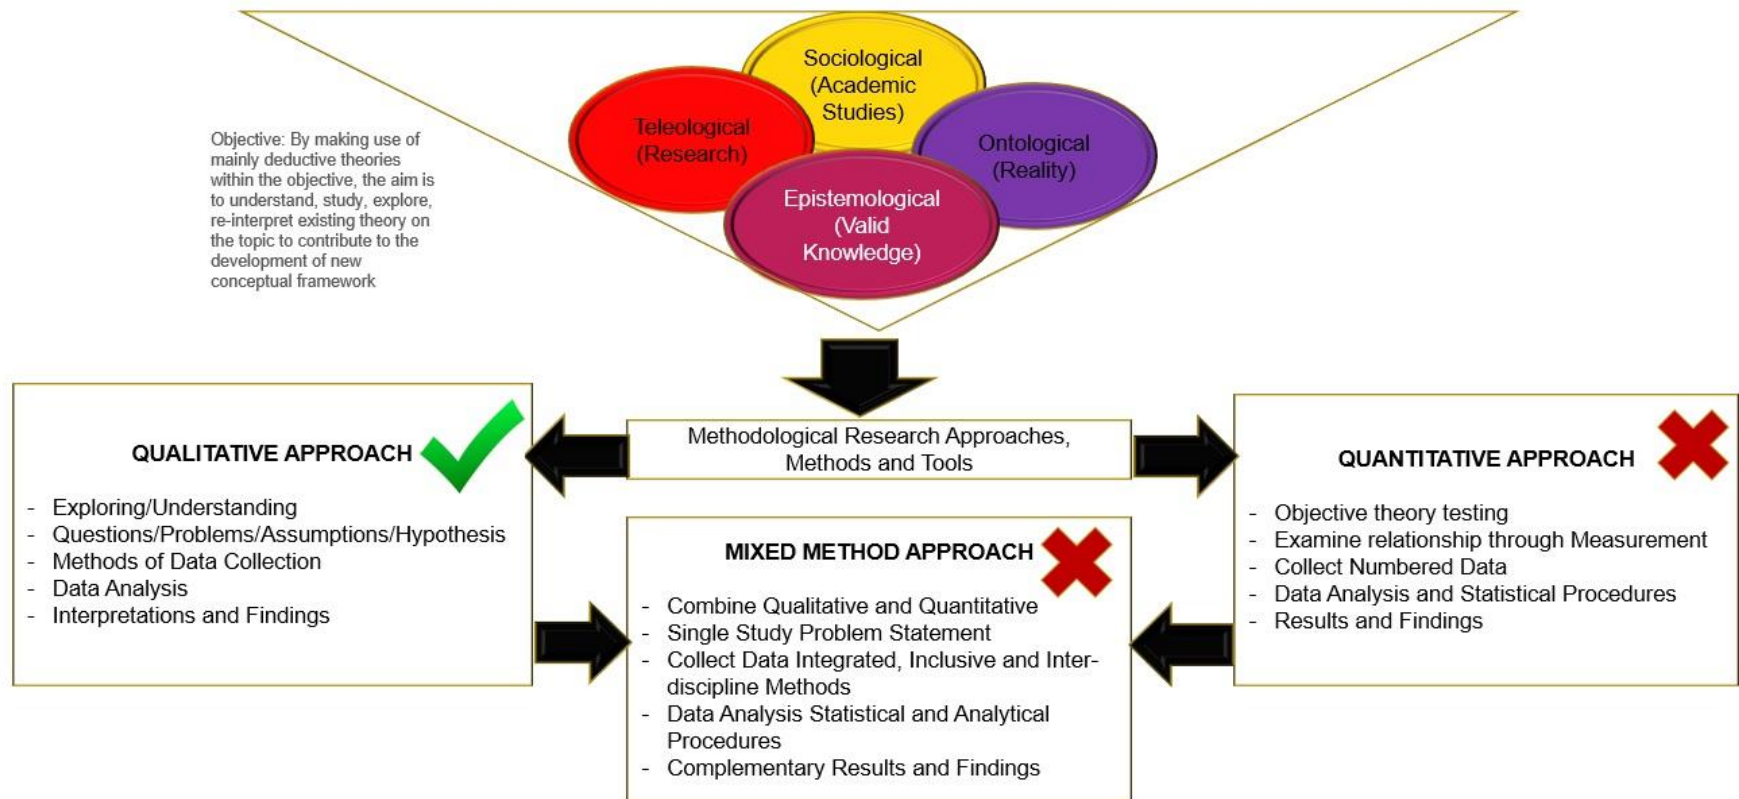 Sociological
(Academic
Studies)
Teleological
(Research)
Ontological
(Reality)
Epistemological
(Valid
Knowledge)
Objective: By making use of
mainly deductive theories
within the objective, the aim is
to understand, study, explore,
re-interpret existing theory on
the topic to contribute to the
development of new
conceptual framework
Methodological Research Approaches,
Methods and Tools
QUALITATIVE APPROACH
- Exploring/Understanding
- Questions/Problems/Assumptions/Hypothesis
- Methods of Data Collection
- Data Analysis
- Interpretations and Findings
MIXED METHOD APPROACH
- Combine Qualitative and Quantitative
- Single Study Problem Statement
- Collect Data Integrated, Inclusive and Inter-
discipline Methods
- Data Analysis Statistical and Analytical
Procedures
- Complementary Results and Findings
QUANTITATIVE APPROACH
- Objective theory testing
- Examine relationship through Measurement
- Collect Numbered Data
- Data Analysis and Statistical Procedures
- Results and Findings